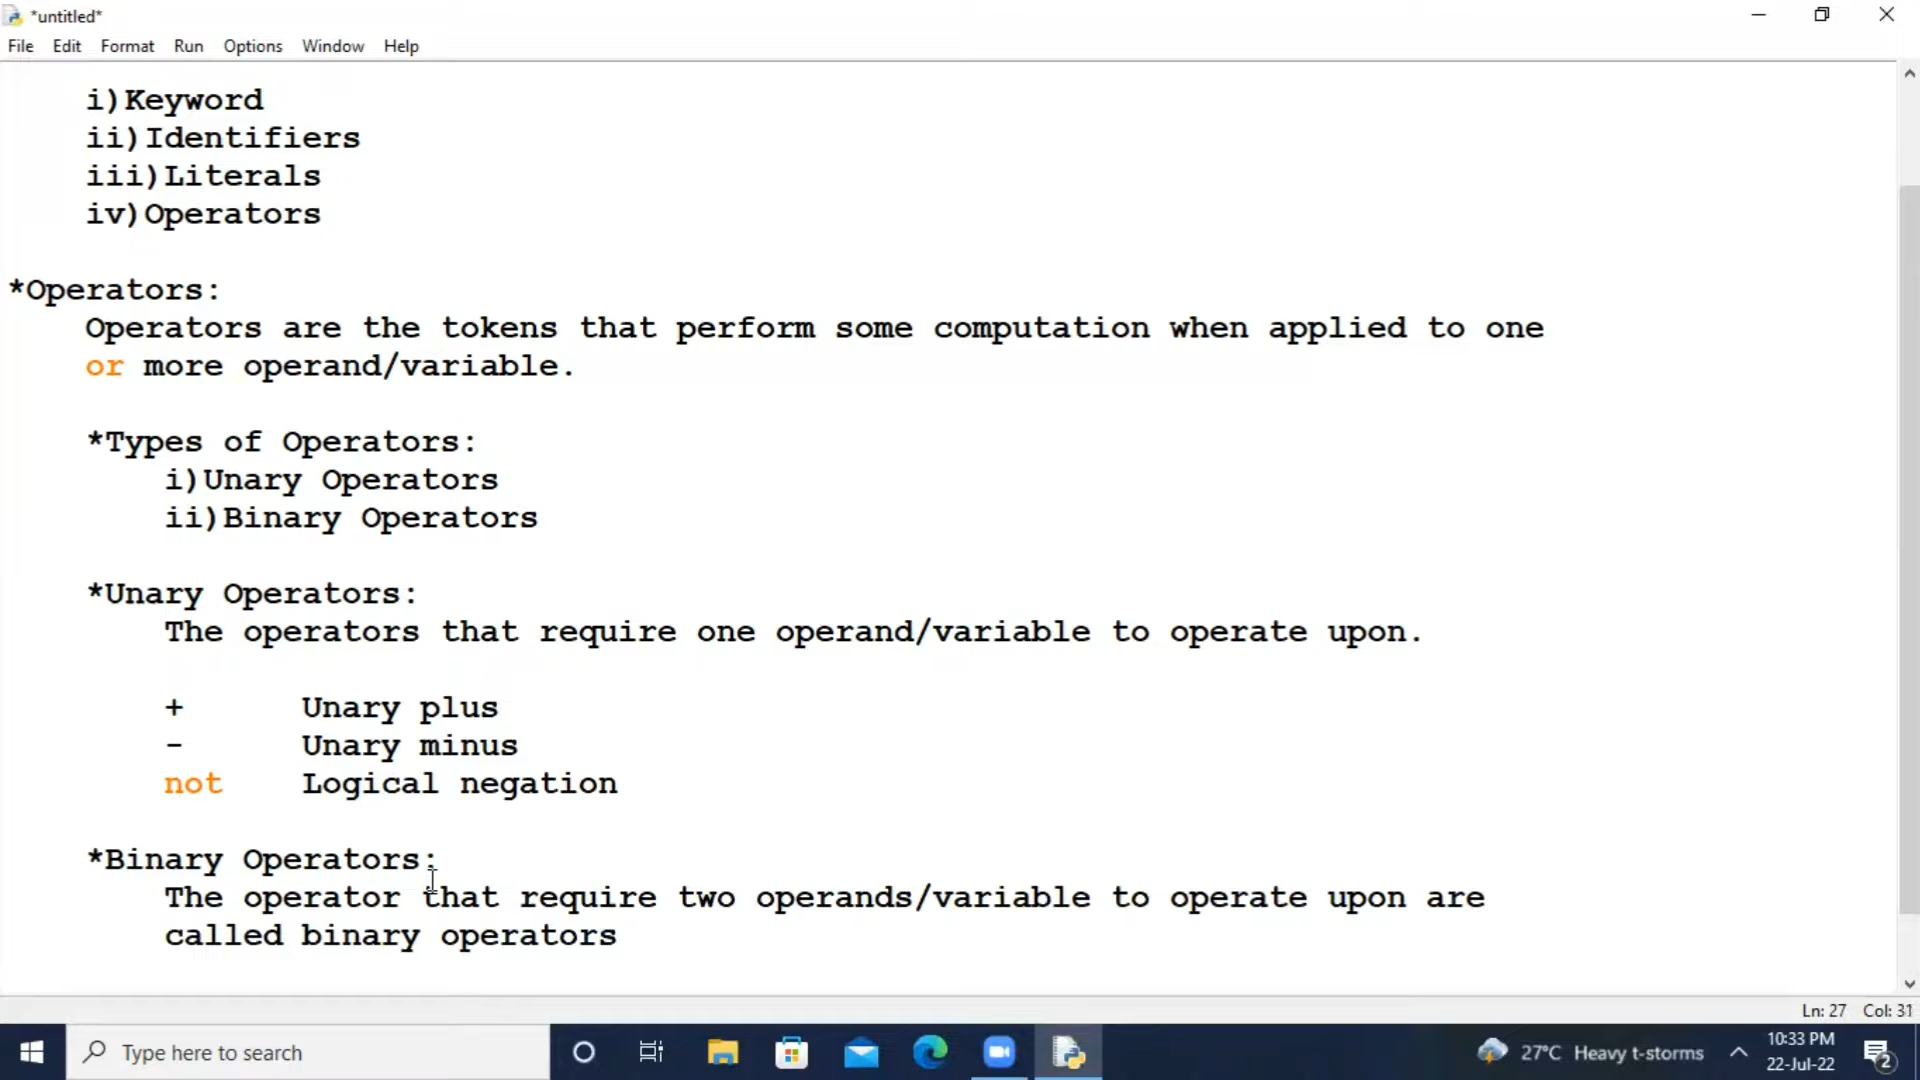 *untitled*
File Edit Format Run Options Window Help
i)Keyword
ii)Identifiers
iii)Literals
iv)Operators
*Operators:
Operators are the tokens that perform some computation when applied to one
or more operand/variable.
*Types of Operators:
i)Unary Operators
ii)Binary Operators
*Unary Operators:
The operators that require one operand/variable to operate upon.
+ Unary plus
- Unary minus
not Logical negation
*Binary Operators:
The operator that require two operands/variable to operate upon are
called binary operators
Ln: 27 Col: 31
Type here to search
27°C Heavy t-storms
10:33 PM
22-Jul-22
2